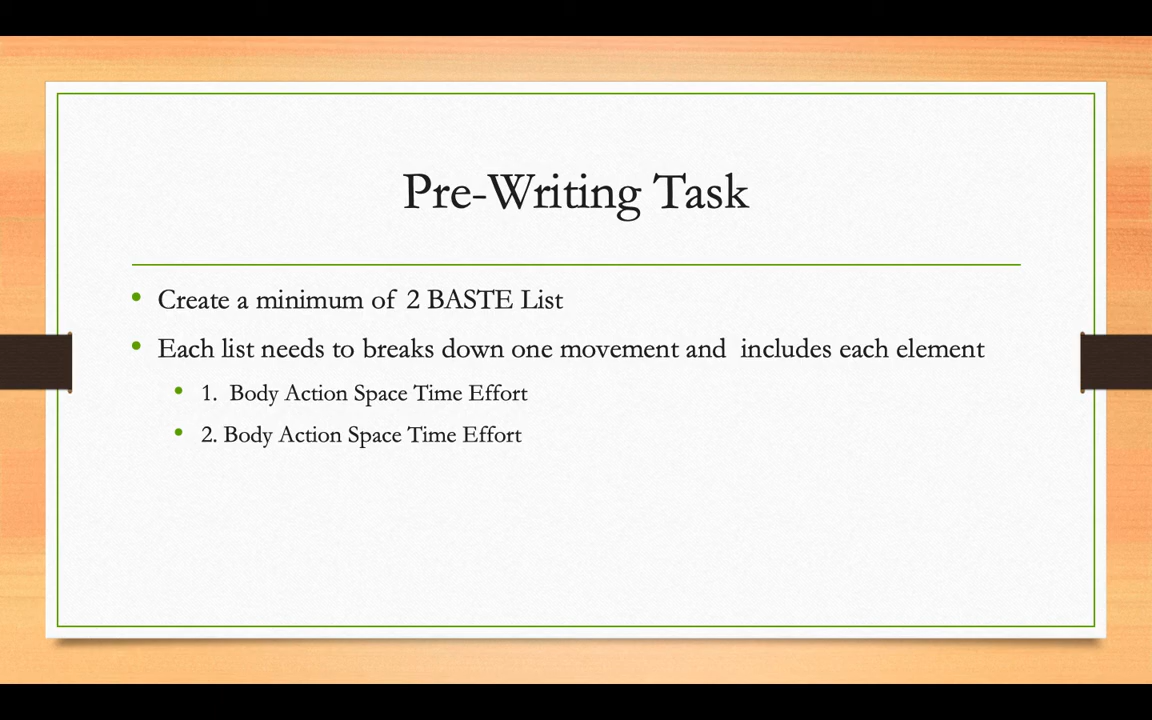 Pre-Writing Task
• Create a minimum of 2 BASTE List
• Each list needs to breaks down one movement and  includes each element
• 1.  Body Action Space Time Effort
• 2. Body Action Space Time Effort